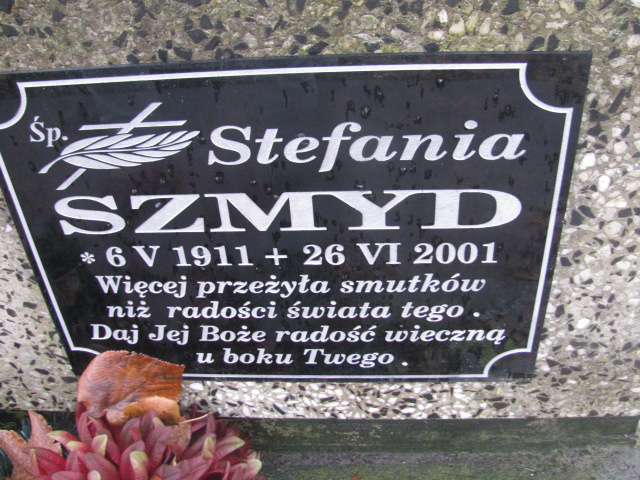 Śp. Stefania
SZMYD
* 6 V 1911 + 26 VI 2001
Więcej przeżyła smutków
niż radości świata tego .
Daj Jej Boże radość wieczną
u boku Twego .